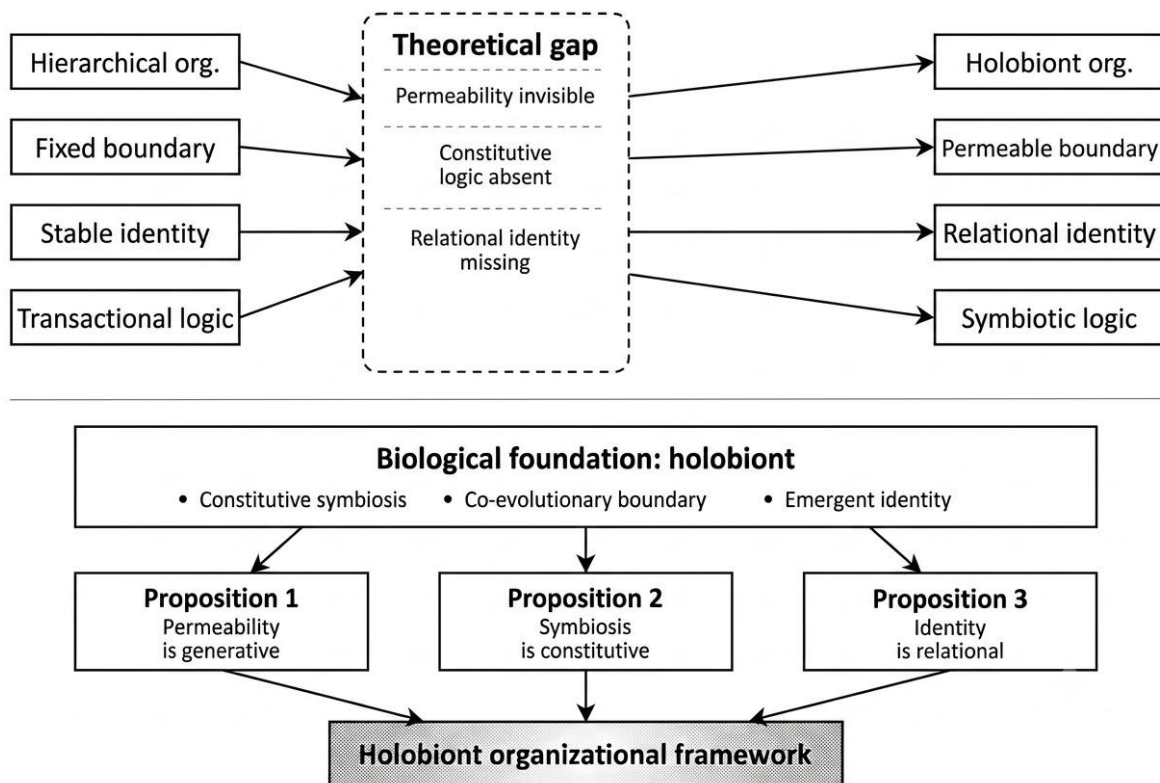 Theoretical gap
Hierarchical org.
Permeability invisible
Holobiont org.
Fixed boundary
Constitutive
logic absent
Permeable boundary
Stable identity
Relational identity
missing
Relational identity
Transactional logic
Symbiotic logic
Biological foundation: holobiont
• Constitutive symbiosis • Co-evolutionary boundary • Emergent identity
Proposition 1
Permeability
is generative
Proposition 2
Symbiosis
is constitutive
Proposition 3
Identity
is relational
Holobiont organizational framework